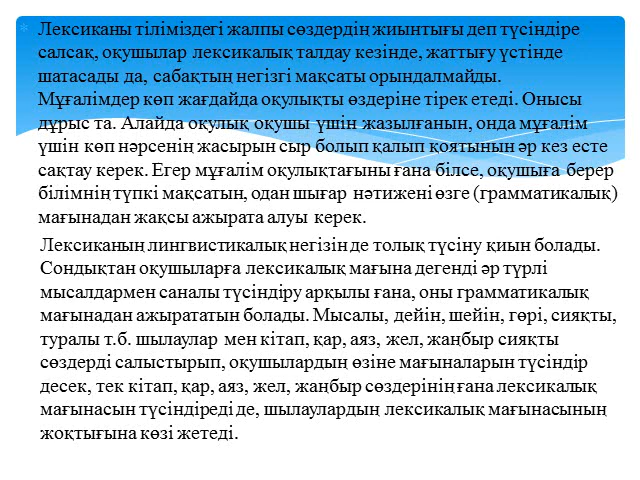 Лексиканы тіліміздегі жалпы сөздердің жиынтығы деп түсіндіре
салсақ, оқушылар лексикалық талдау кезінде, жаттығу үстінде
шатасады да, сабақтың негізгі мақсаты орындалмайды.
Мұғалімдер көп жағдайда оқулықты өздеріне тірек етеді. Онысы
дұрыс та. Алайда оқулық оқушы үшін жазылғанын, онда мұғалім
үшін көп нәрсенің жасырын сыр болып қалып қоятынын әр кез есте
сақтау керек. Егер мұғалім оқулықтағыны ғана білсе, оқушыға берер
білімнің түпкі мақсатын, одан шығар нәтижені өзге (грамматикалық)
мағынадан жақсы ажырата алуы керек.
Лексиканың лингвистикалық негізін де толық түсіну қиын болады.
Сондықтан оқушыларға лексикалық мағына дегенді әр түрлі
мысалдармен саналы түсіндіру арқылы ғана, оны грамматикалық
мағынадан ажырататын болады. Мысалы, дейін, шейін, гөрі, сияқты,
туралы т.б. шылаулар мен кітап, қар, аяз, жел, жаңбыр сияқты
сөздерді салыстырып, оқушылардың өзіне мағыналарын түсіндір
десек, тек кітап, қар, аяз, жел, жаңбыр сөздерінің ғана лексикалық
мағынасын түсіндіреді де, шылаулардың лексикалық мағынасының
жоқтығына көзі жетеді.